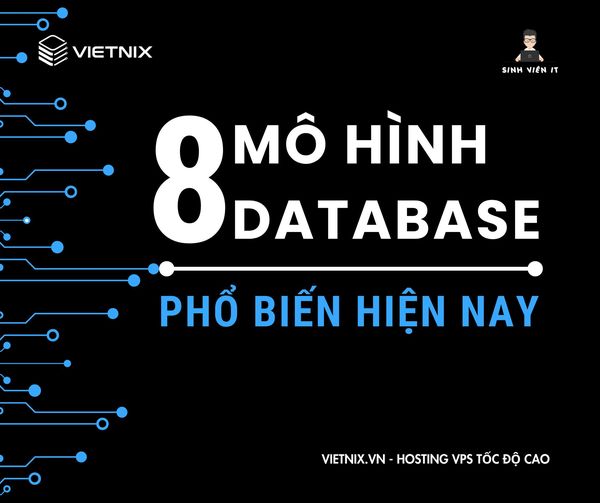 VIETNIX
SINH VIÊN IT
8 MÔ HÌNH
DATABASE
PHỔ BIẾN HIỆN NAY
VIETNIX.VN - HOSTING VPS TỐC ĐỘ CAO